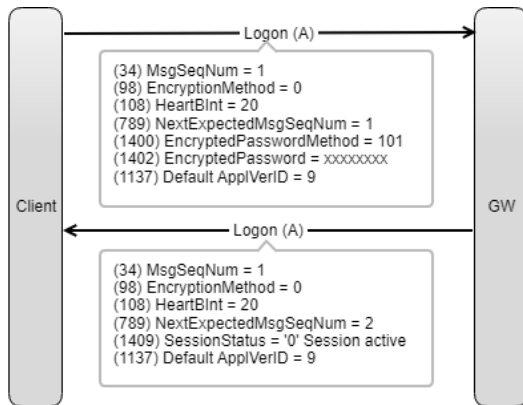 Logon (A)
(34) MsgSeqNum = 1
(98) EncryptionMethod = 0
(108) HeartBInt = 20
(789) NextExpectedMsgSeqNum = 1
(1400) EncryptedPasswordMethod = 101
(1402) EncryptedPassword = xxxxxxxx
(1137) Default ApplVerID = 9
Client
GW
Logon (A)
(34) MsgSeqNum = 1
(98) EncryptionMethod = 0
(108) HeartBInt = 20
(789) NextExpectedMsgSeqNum = 2
(1409) SessionStatus = '0' Session active
(1137) Default ApplVerID = 9